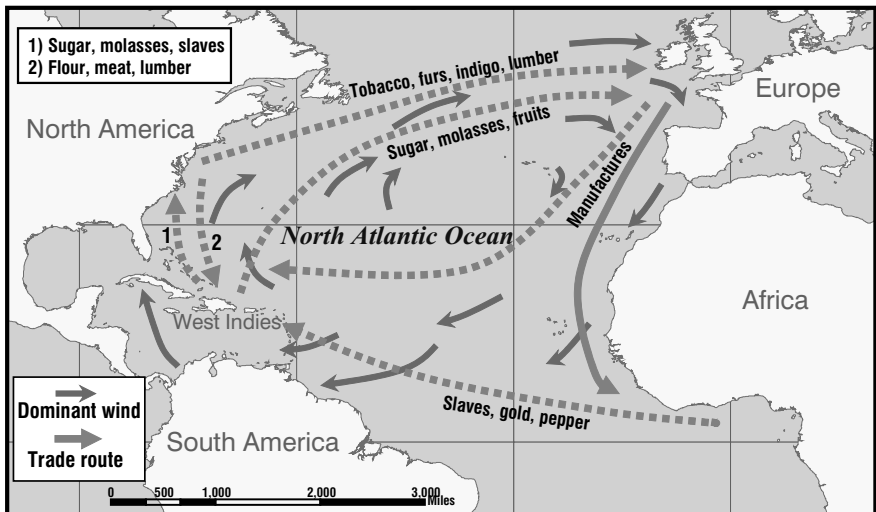 1) Sugar, molasses, slaves
2) Flour, meat, lumber
North America
Europe
Tobacco, furs, indigo, lumber
Sugar, molasses, fruits
Manufactures
1
2
North Atlantic Ocean
Africa
West Indies
Slaves, gold, pepper
South America
Dominant wind
Trade route
0 500 1,000 2,000 3,000
Miles